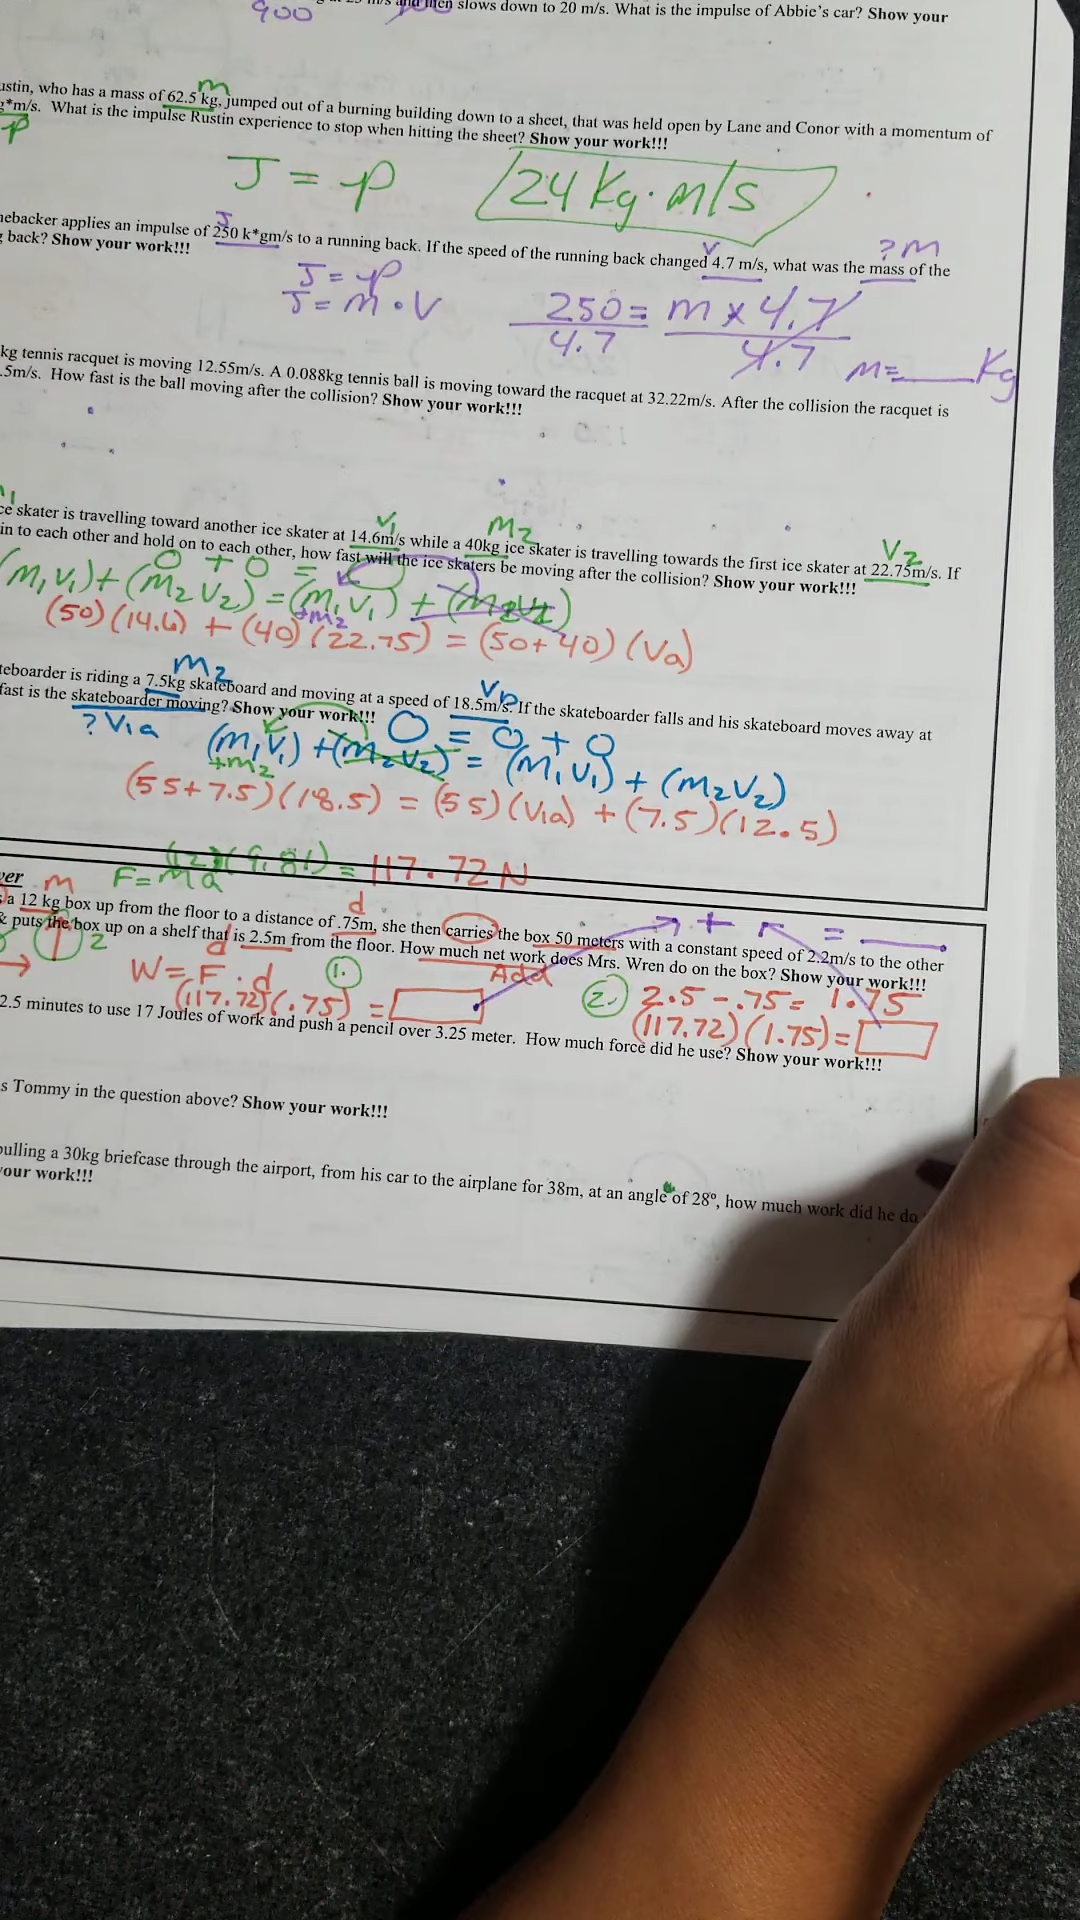 900
and then slows down to 20 m/s. What is the impulse of Abbie's car? Show your
m
ustin, who has a mass of 62.5 kg, jumped out of a burning building down to a sheet, that was held open by Lane and Conor with a momentum of
g*m/s. What is the impulse Rustin experience to stop when hitting the sheet? Show your work!!!
p
J = p 24 Kg·m/s
J
nebacker applies an impulse of 250 k*gm/s to a running back. If the speed of the running back changed 4.7 m/s, what was the mass of the
v ? m
g back? Show your work!!!
J = p
J = m · v
250 = m x 4.7
4.7 4.7
m = ___ Kg
kg tennis racquet is moving 12.55m/s. A 0.088kg tennis ball is moving toward the racquet at 32.22m/s. After the collision the racquet is
.5m/s. How fast is the ball moving after the collision? Show your work!!!
V1 m2 V2
ce skater is travelling toward another ice skater at 14.6m/s while a 40kg ice skater is travelling towards the first ice skater at 22.75m/s. If
in to each other and hold on to each other, how fast will the ice skaters be moving after the collision? Show your work!!!
O + O =
(m1v1) + (m2v2) = (m1v1) + (m2v2)
+m2
(50)(14.6) + (40)(22.75) = (50+40)(Va)
m2
teboarder is riding a 7.5kg skateboard and moving at a speed of 18.5m/s. If the skateboarder falls and his skateboard moves away at
fast is the skateboarder moving? Show your work!!!
? V1a
O = O + O
(m1v1) + (m2v2) = (m1v1) + (m2v2)
+m2
(55+7.5)(18.5) = (55)(V1a) + (7.5)(12.5)
(12)(9.81) = 117.72 N
ver m F = ma
d
a 12 kg box up from the floor to a distance of .75m, she then carries the box 50 meters with a constant speed of 2.2m/s to the other
+ = ___
& puts the box up on a shelf that is 2.5m from the floor. How much net work does Mrs. Wren do on the box? Show your work!!!
2 d
W = F · d 1. Add
(117.72)(.75) =
2. 2.5 - .75 = 1.75
(117.72)(1.75) =
2.5 minutes to use 17 Joules of work and push a pencil over 3.25 meter. How much force did he use? Show your work!!!
s Tommy in the question above? Show your work!!!
pulling a 30kg briefcase through the airport, from his car to the airplane for 38m, at an angle of 28º, how much work did he do
your work!!!